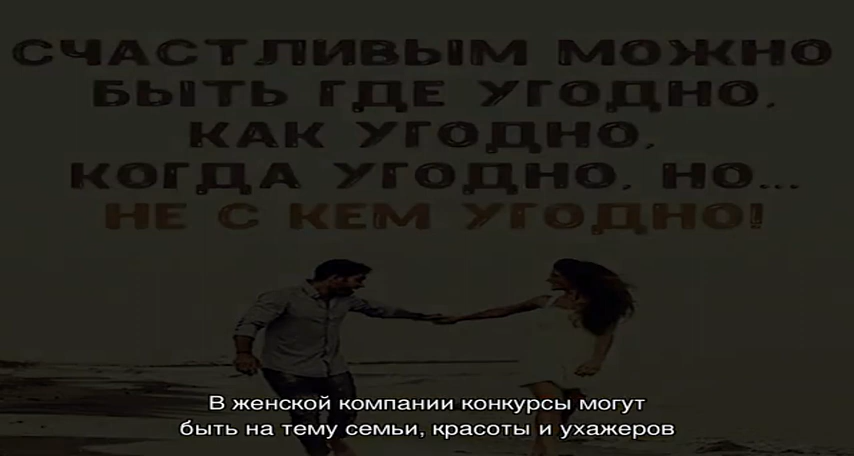 СЧАСТЛИВЫМ МОЖНО
БЫТЬ ГДЕ УГОДНО,
КАК УГОДНО,
КОГДА УГОДНО, НО...
НЕ С КЕМ УГОДНО!
В женской компании конкурсы могут
быть на тему семьи, красоты и ухажеров